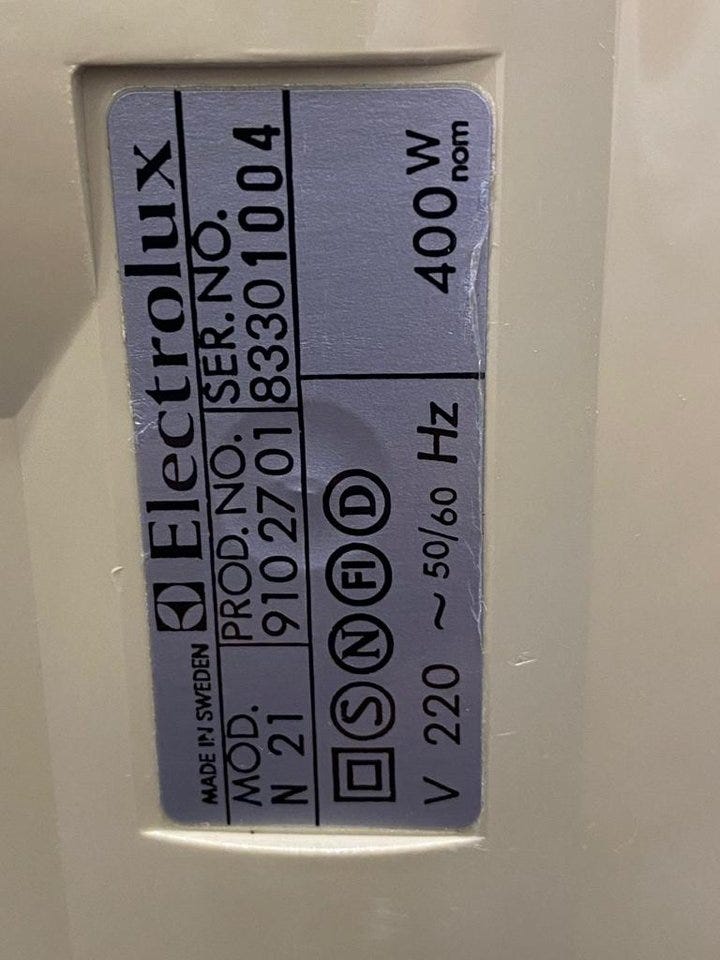 MADE IN SWEDEN Electrolux
MOD. PROD. NO. SER. NO.
N 21 910 27 01 83301004
S N FI D
V 220 ~ 50/60 Hz 400 W nom